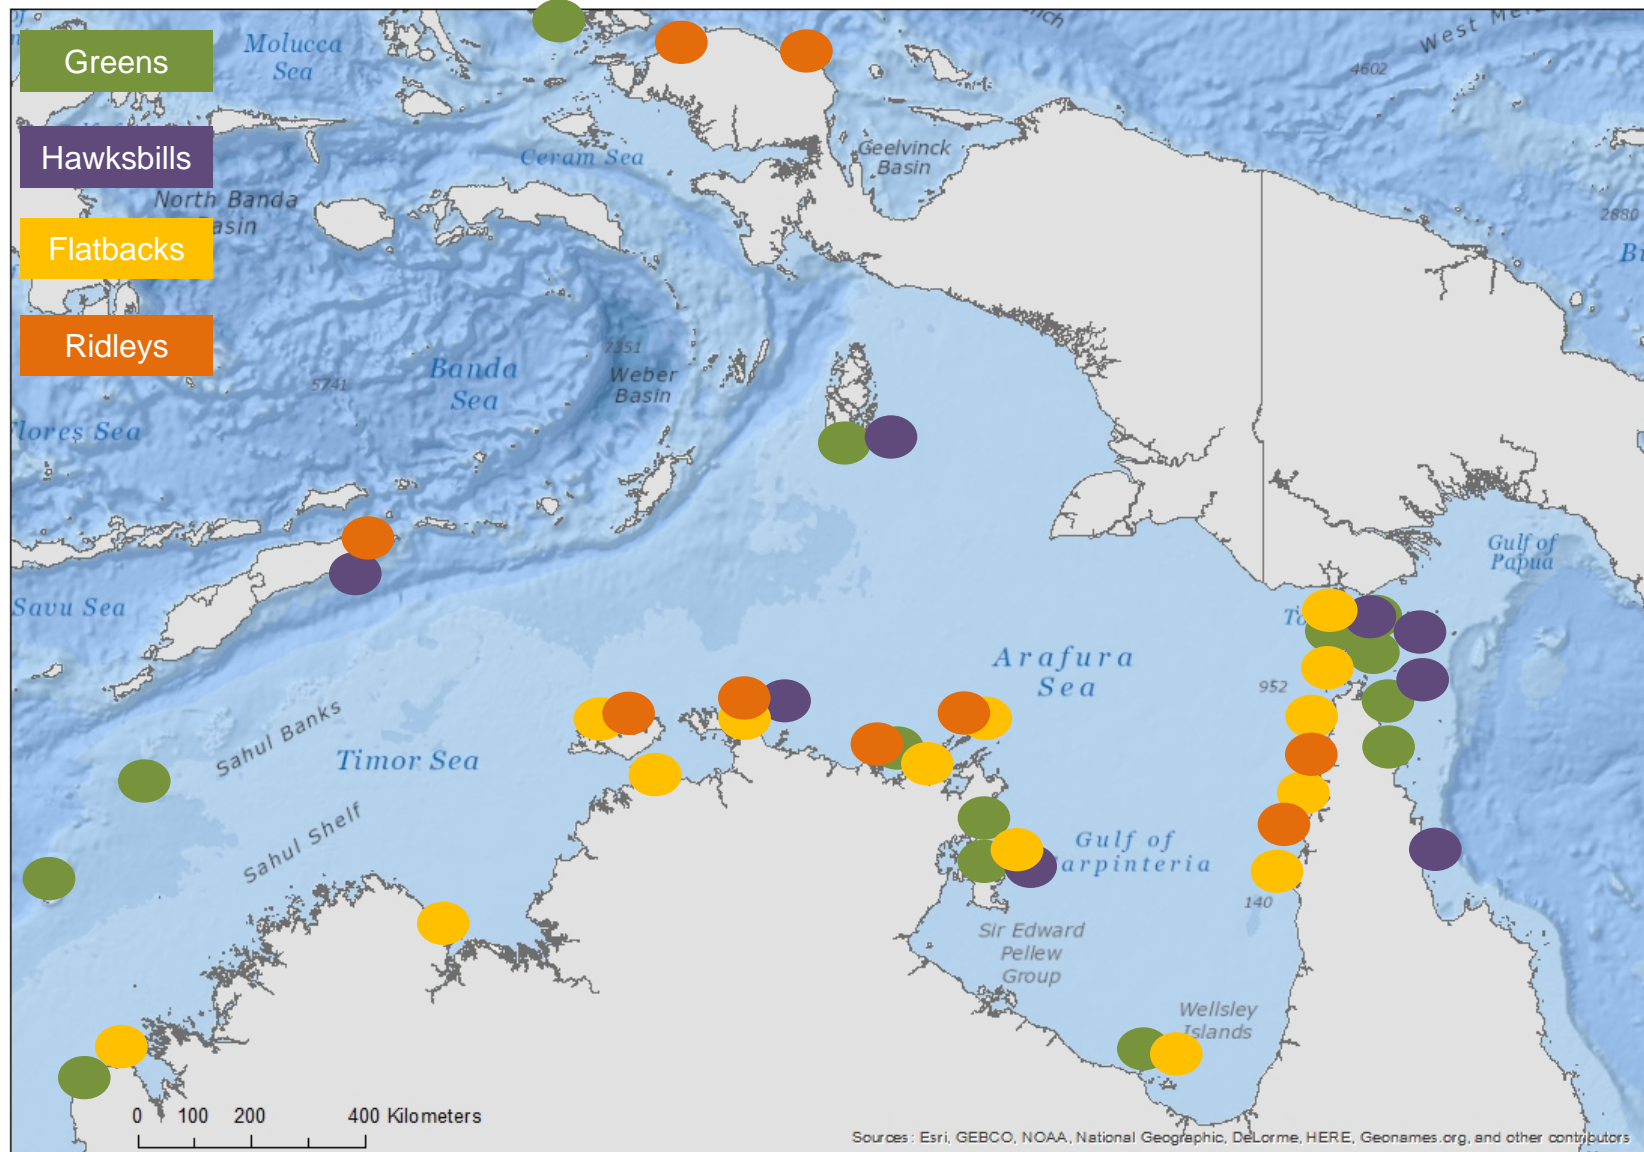 Greens
Hawksbills
Flatbacks
Ridleys
Molucca
Sea
West Mel
4602
Ceram Sea
Geelvinck
Basin
North Banda
asin
2880
7351
Weber
Basin
Banda
Sea
5741
lores Sea
Gulf of
Papua
Savu Sea
To
Arafura
Sea
952
Sahul Banks
Timor Sea
Sahul Shelf
Gulf of
arpinteria
140
Sir Edward
Pellew
Group
Wellsley
Islands
0 100 200 400 Kilometers
Sources: Esri, GEBCO, NOAA, National Geographic, DeLorme, HERE, Geonames.org, and other contributors